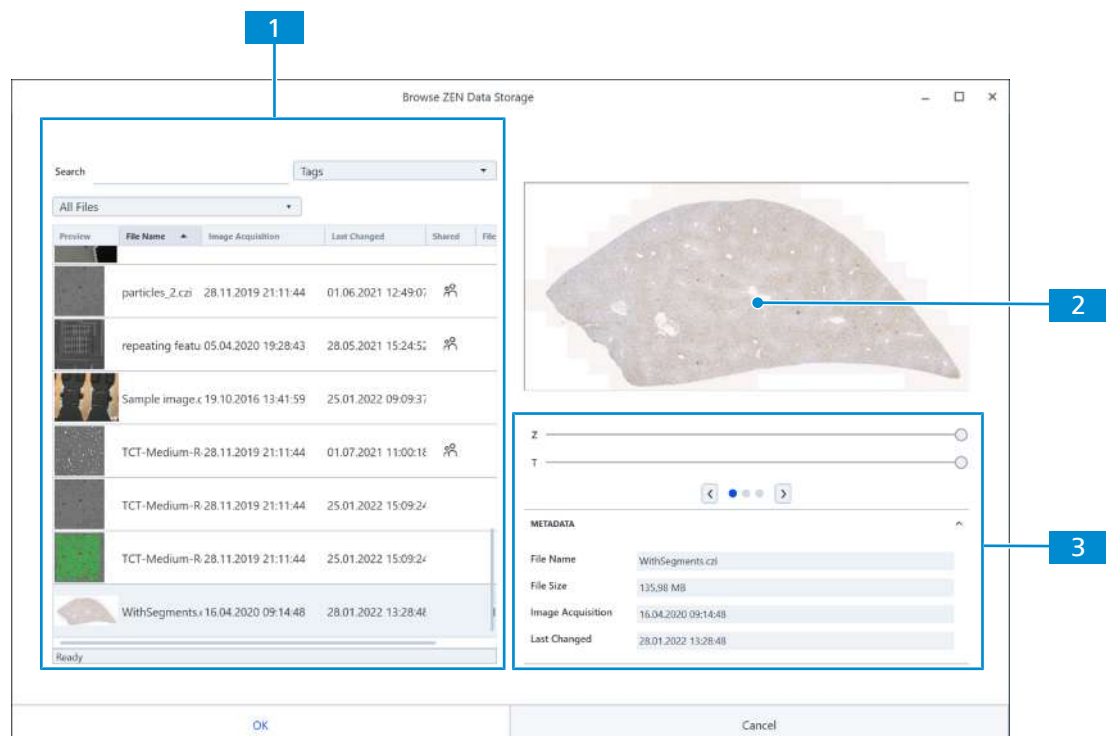 1
Browse ZEN Data Storage
Search
Tags
All Files
Preview File Name Image Acquisition Last Changed Shared File
particles_2.czi 28.11.2019 21:11:44 01.06.2021 12:49:07
repeating featu 05.04.2020 19:28:43 28.05.2021 15:24:52
Sample image.c 19.10.2016 13:41:59 25.01.2022 09:09:37
TCT-Medium-R 28.11.2019 21:11:44 01.07.2021 11:00:18
TCT-Medium-R 28.11.2019 21:11:44 25.01.2022 15:09:24
TCT-Medium-R 28.11.2019 21:11:44 25.01.2022 15:09:24
WithSegments. 16.04.2020 09:14:48 28.01.2022 13:28:48
Ready
2
Z
T
METADATA
3
File Name WithSegments.czi
File Size 135,98 MB
Image Acquisition 16.04.2020 09:14:48
Last Changed 28.01.2022 13:28:48
OK
Cancel